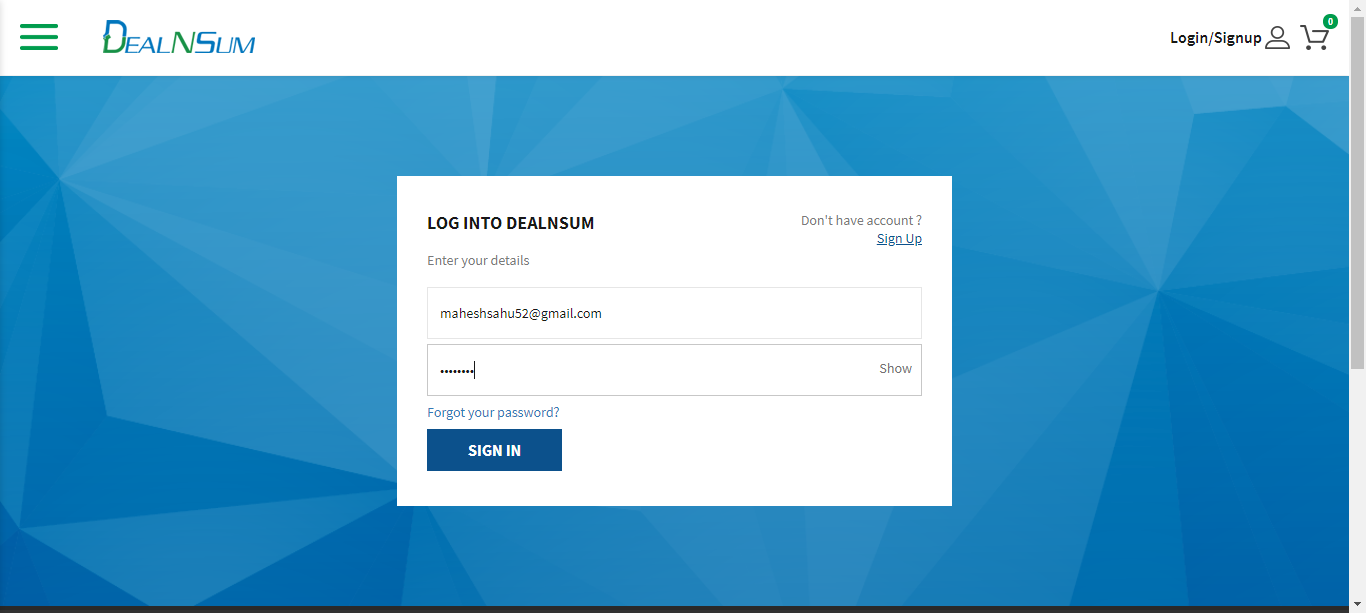 DEALNSUM
Login/Signup
0
LOG INTO DEALNSUM
Don't have account ?
Sign Up
Enter your details
maheshsahu52@gmail.com
••••••••
Show
Forgot your password?
SIGN IN